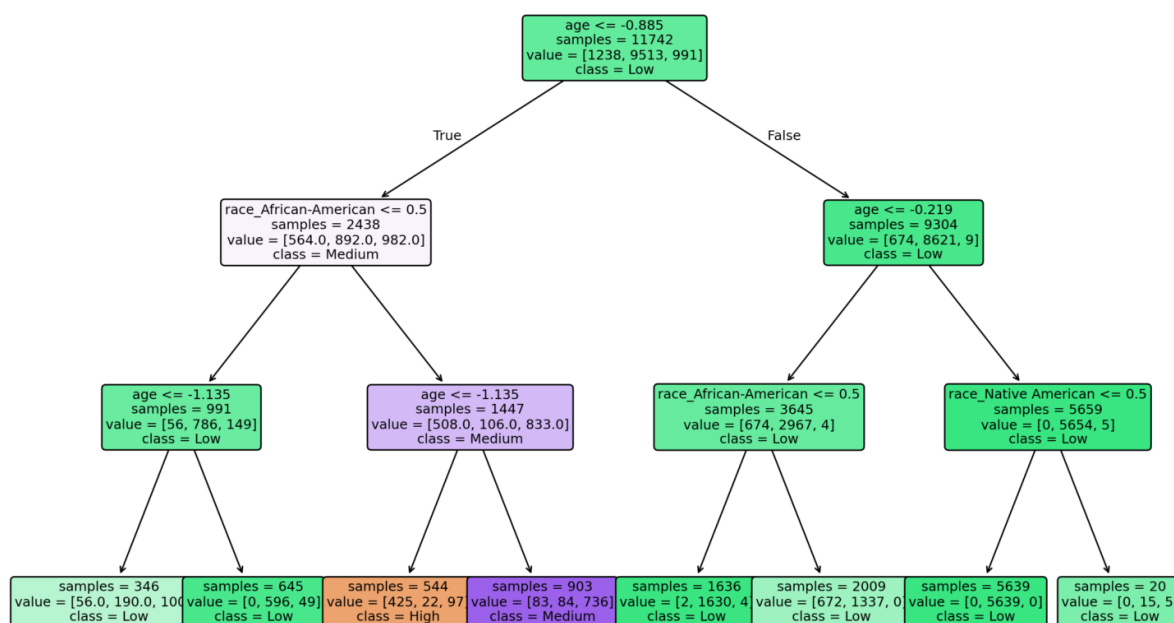 age <= -0.885
samples = 11742
value = [1238, 9513, 991]
class = Low
True
False
race_African-American <= 0.5
samples = 2438
value = [564.0, 892.0, 982.0]
class = Medium
age <= -0.219
samples = 9304
value = [674, 8621, 9]
class = Low
age <= -1.135
samples = 991
value = [56, 786, 149]
class = Low
age <= -1.135
samples = 1447
value = [508.0, 106.0, 833.0]
class = Medium
race_African-American <= 0.5
samples = 3645
value = [674, 2967, 4]
class = Low
race_Native American <= 0.5
samples = 5659
value = [0, 5654, 5]
class = Low
samples = 346
value = [56.0, 190.0, 100
class = Low
samples = 645
value = [0, 596, 49]
class = Low
samples = 544
value = [425, 22, 97]
class = High
samples = 903
value = [83, 84, 736]
class = Medium
samples = 1636
value = [2, 1630, 4]
class = Low
samples = 2009
value = [672, 1337, 0]
class = Low
samples = 5639
value = [0, 5639, 0]
class = Low
samples = 20
value = [0, 15, 5
class = Low